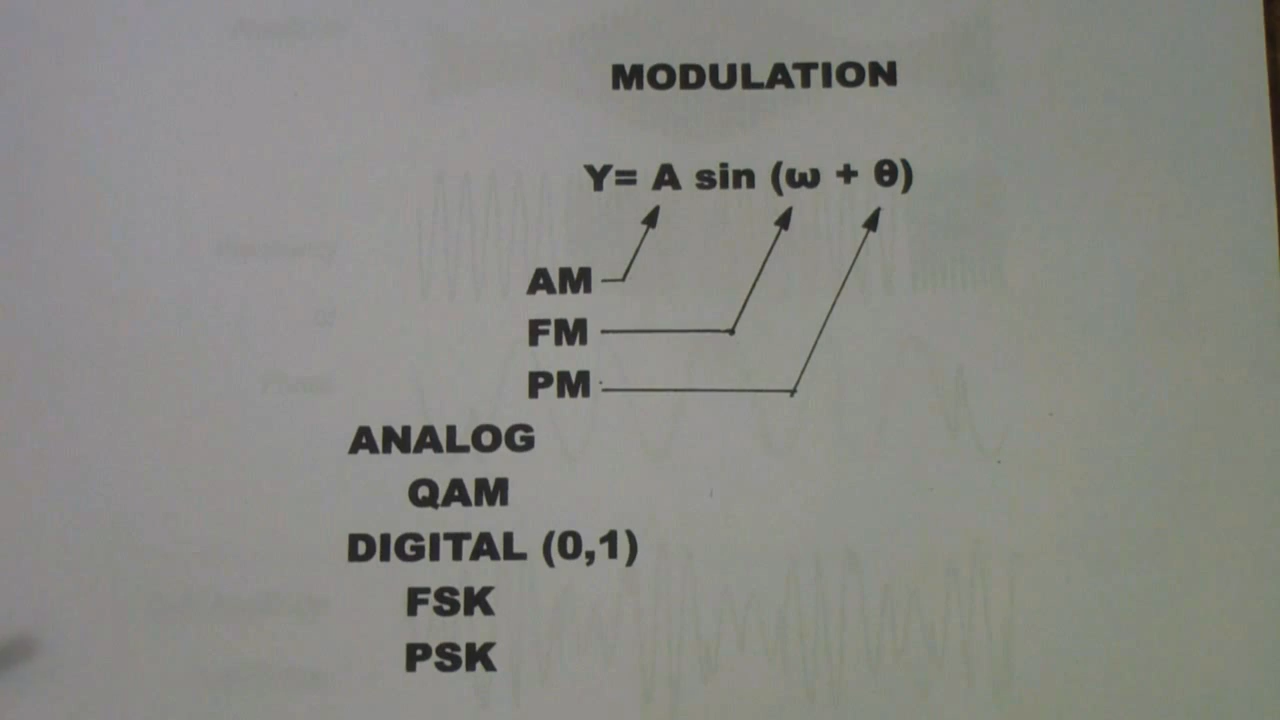 MODULATION
Y= A sin (ω + θ)
AM
FM
PM
ANALOG
QAM
DIGITAL (0,1)
FSK
PSK